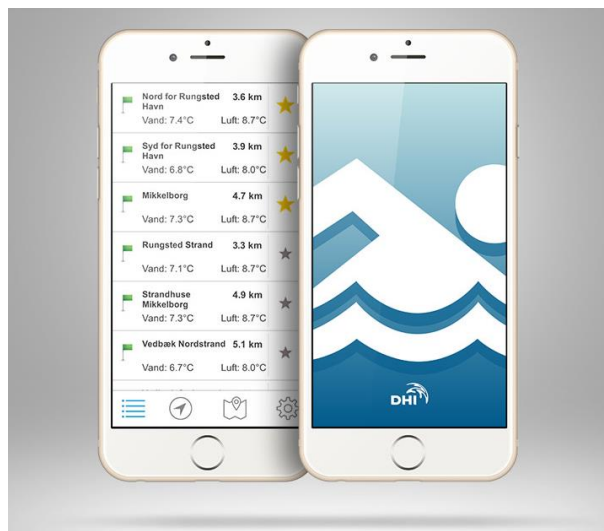 Nord for Rungsted 3.6 km
Havn
Vand: 7.4°C Luft: 8.7°C
Syd for Rungsted 3.9 km
Havn
Vand: 6.8°C Luft: 8.0°C
Mikkelborg 4.7 km
Vand: 7.3°C Luft: 8.7°C
Rungsted Strand 3.3 km
Vand: 7.1°C Luft: 8.7°C
Strandhuse 4.9 km
Mikkelborg
Vand: 7.3°C Luft: 8.7°C
Vedbæk Nordstrand 5.1 km
Vand: 6.7°C Luft: 8.0°C
DHI